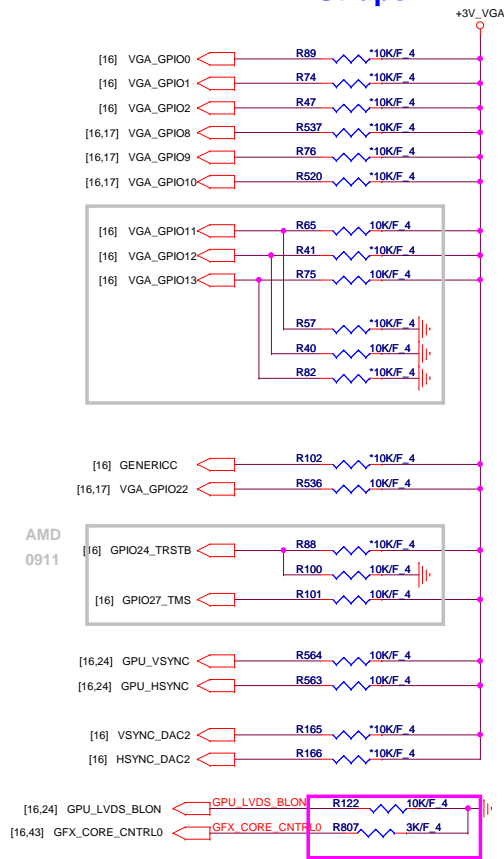 +3V_VGA
[16] VGA_GPIO0 R89 *10K/F_4
[16] VGA_GPIO1 R74 *10K/F_4
[16] VGA_GPIO2 R47 *10K/F_4
[16,17] VGA_GPIO8 R537 *10K/F_4
[16,17] VGA_GPIO9 R76 *10K/F_4
[16,17] VGA_GPIO10 R520 *10K/F_4
[16] VGA_GPIO11 R65 10K/F_4
[16] VGA_GPIO12 R41 *10K/F_4
[16] VGA_GPIO13 R75 10K/F_4
R57 *10K/F_4
R40 10K/F_4
R82 *10K/F_4
[16] GENERICC R102 *10K/F_4
[16,17] VGA_GPIO22 R536 10K/F_4
AMD
0911
[16] GPIO24_TRSTB R88 *10K/F_4
R100 10K/F_4
[16] GPIO27_TMS R101 10K/F_4
[16,24] GPU_VSYNC R564 10K/F_4
[16,24] GPU_HSYNC R563 10K/F_4
[16] VSYNC_DAC2 R165 *10K/F_4
[16] HSYNC_DAC2 R166 *10K/F_4
[16,24] GPU_LVDS_BLON GPU_LVDS_BLON R122 10K/F_4
[16,43] GFX_CORE_CNTRL0 GFX_CORE_CNTRL0 R807 3K/F_4